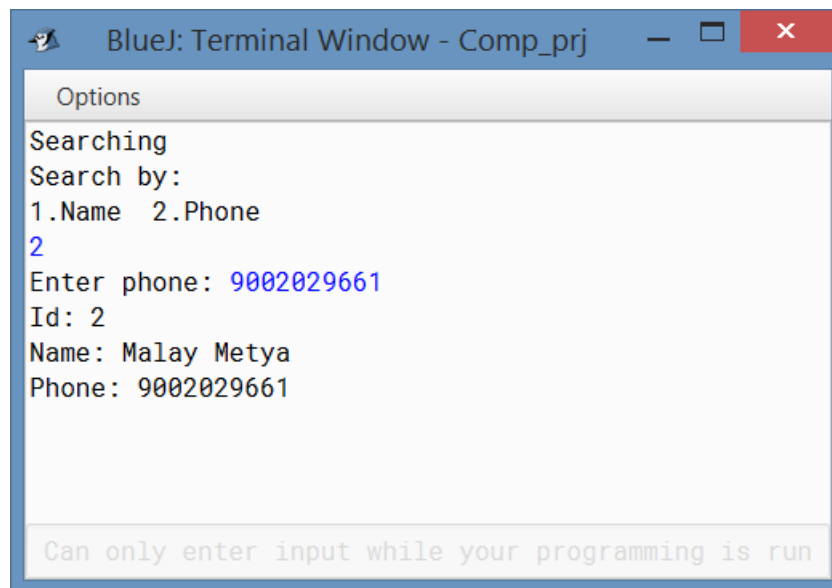 BlueJ: Terminal Window - Comp_prj
Options
Searching
Search by:
1.Name  2.Phone
2
Enter phone: 9002029661
Id: 2
Name: Malay Metya
Phone: 9002029661
Can only enter input while your programming is run